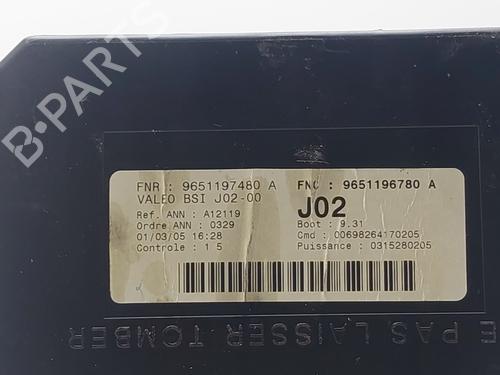 B-PARTS
FNR : 9651197480 A
FNC : 9651196780 A
VALEO BSI J02-00
J02
Ref. ANN : A12119
Ordre ANN : 0329
01/03/05 16:28
Controle : 1 5
Boot : 9.31
Cmd : 00698264170205
Puissance : 0315280205
E PAS LAISSER TOMBER